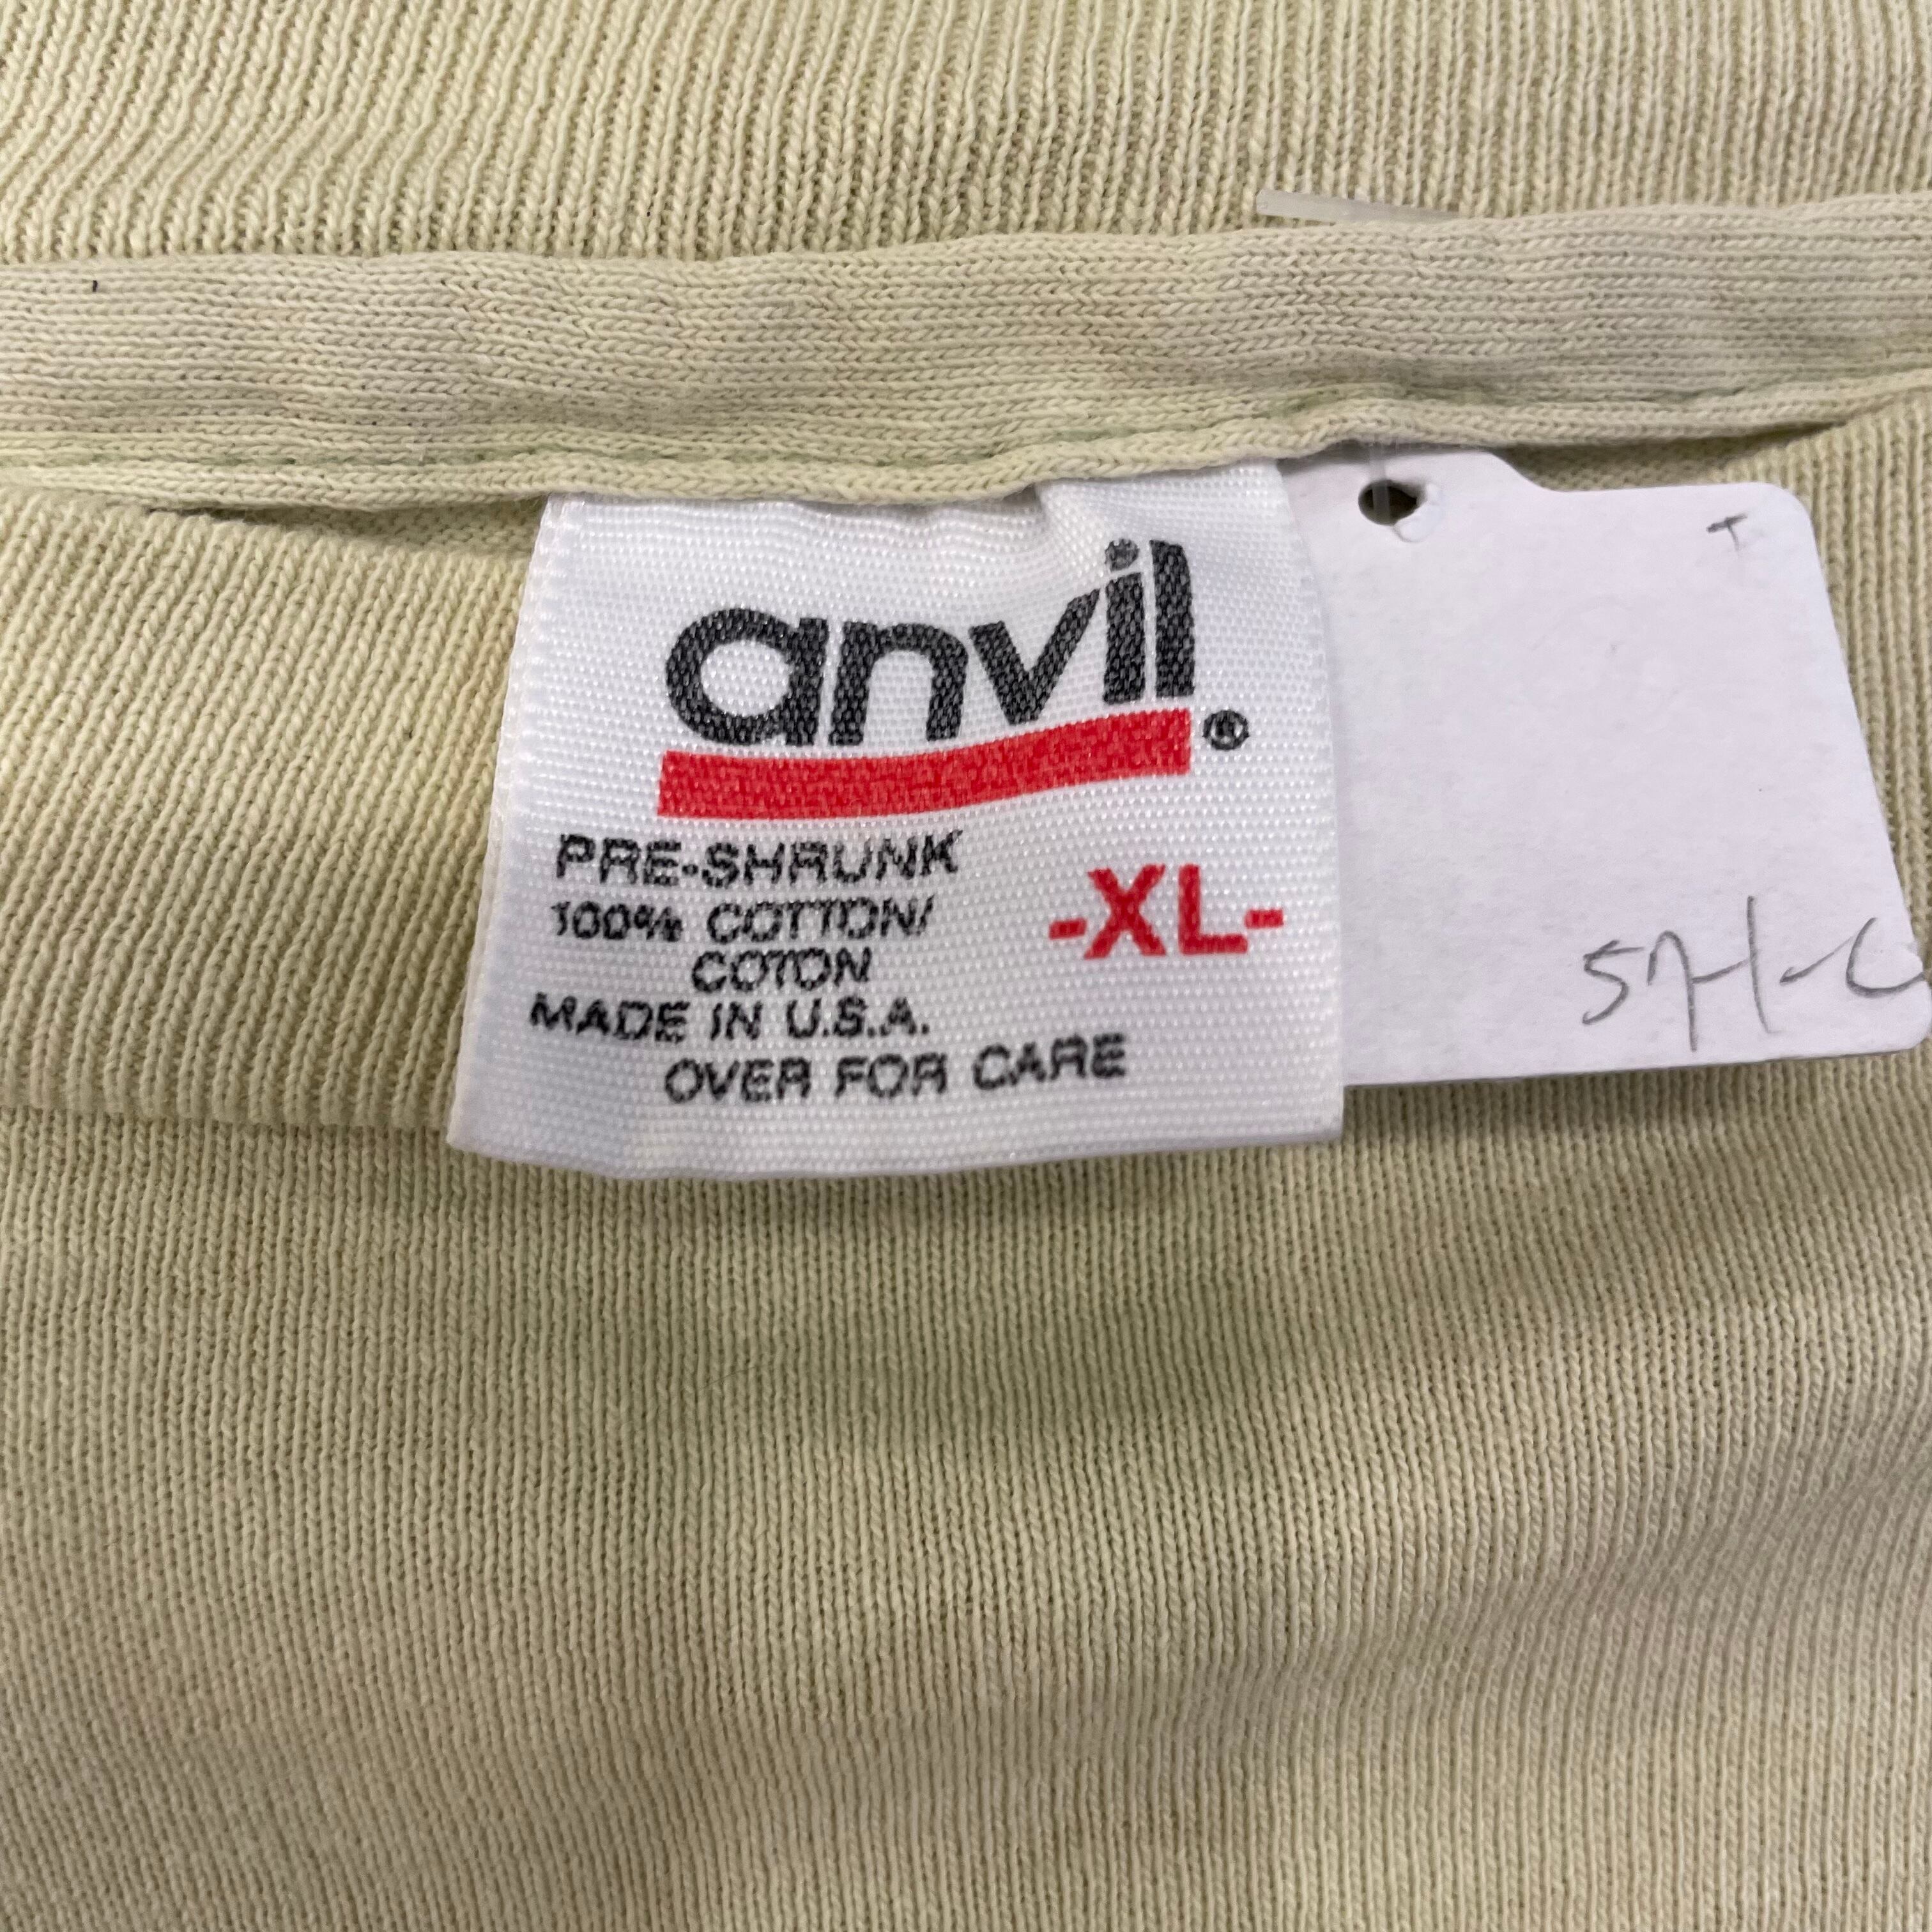 anvil®
PRE-SHRUNK
100% COTTON/
COTON
-XL-
MADE IN U.S.A.
OVER FOR CARE
T